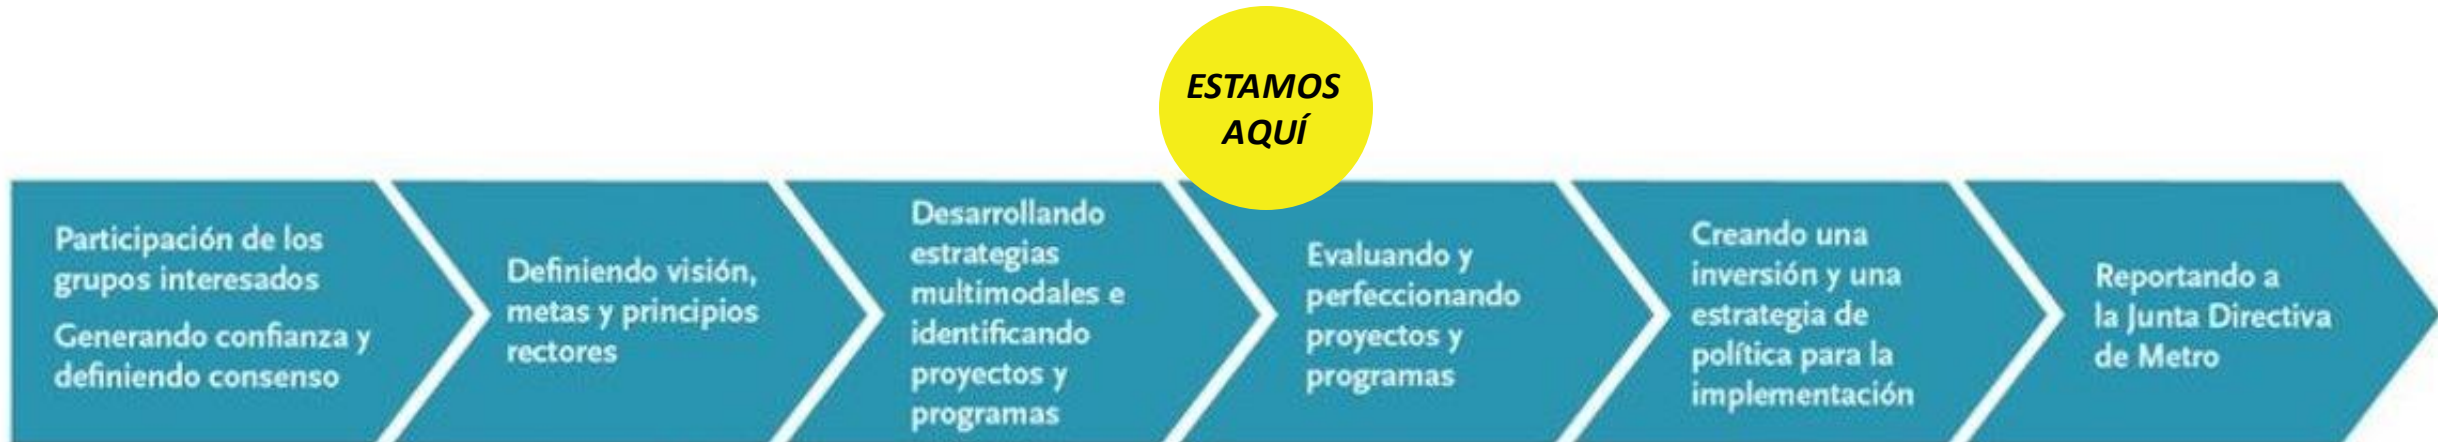 ESTAMOS
AQUÍ
Participación de los
grupos interesados
Generando confianza y
definiendo consenso
Definiendo visión,
metas y principios
rectores
Desarrollando
estrategias
multimodales e
identificando
proyectos y
programas
Evaluando y
perfeccionando
proyectos y
programas
Creando una
inversión y una
estrategia de
política para la
implementación
Reportando a
la Junta Directiva
de Metro